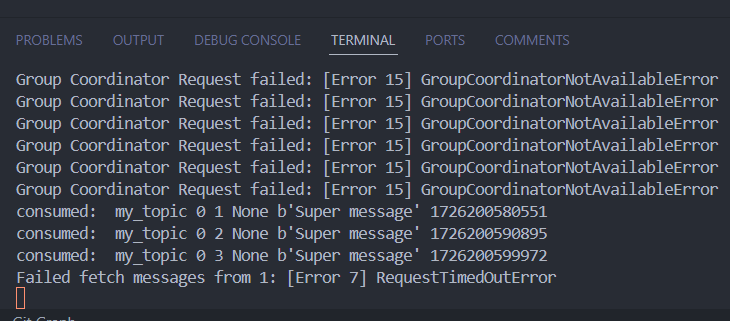 PROBLEMS OUTPUT DEBUG CONSOLE TERMINAL PORTS COMMENTS
Group Coordinator Request failed: [Error 15] GroupCoordinatorNotAvailableError
Group Coordinator Request failed: [Error 15] GroupCoordinatorNotAvailableError
Group Coordinator Request failed: [Error 15] GroupCoordinatorNotAvailableError
Group Coordinator Request failed: [Error 15] GroupCoordinatorNotAvailableError
Group Coordinator Request failed: [Error 15] GroupCoordinatorNotAvailableError
Group Coordinator Request failed: [Error 15] GroupCoordinatorNotAvailableError
consumed:  my_topic 0 1 None b'Super message' 1726200580551
consumed:  my_topic 0 2 None b'Super message' 1726200590895
consumed:  my_topic 0 3 None b'Super message' 1726200599972
Failed fetch messages from 1: [Error 7] RequestTimedOutError
Git Graph